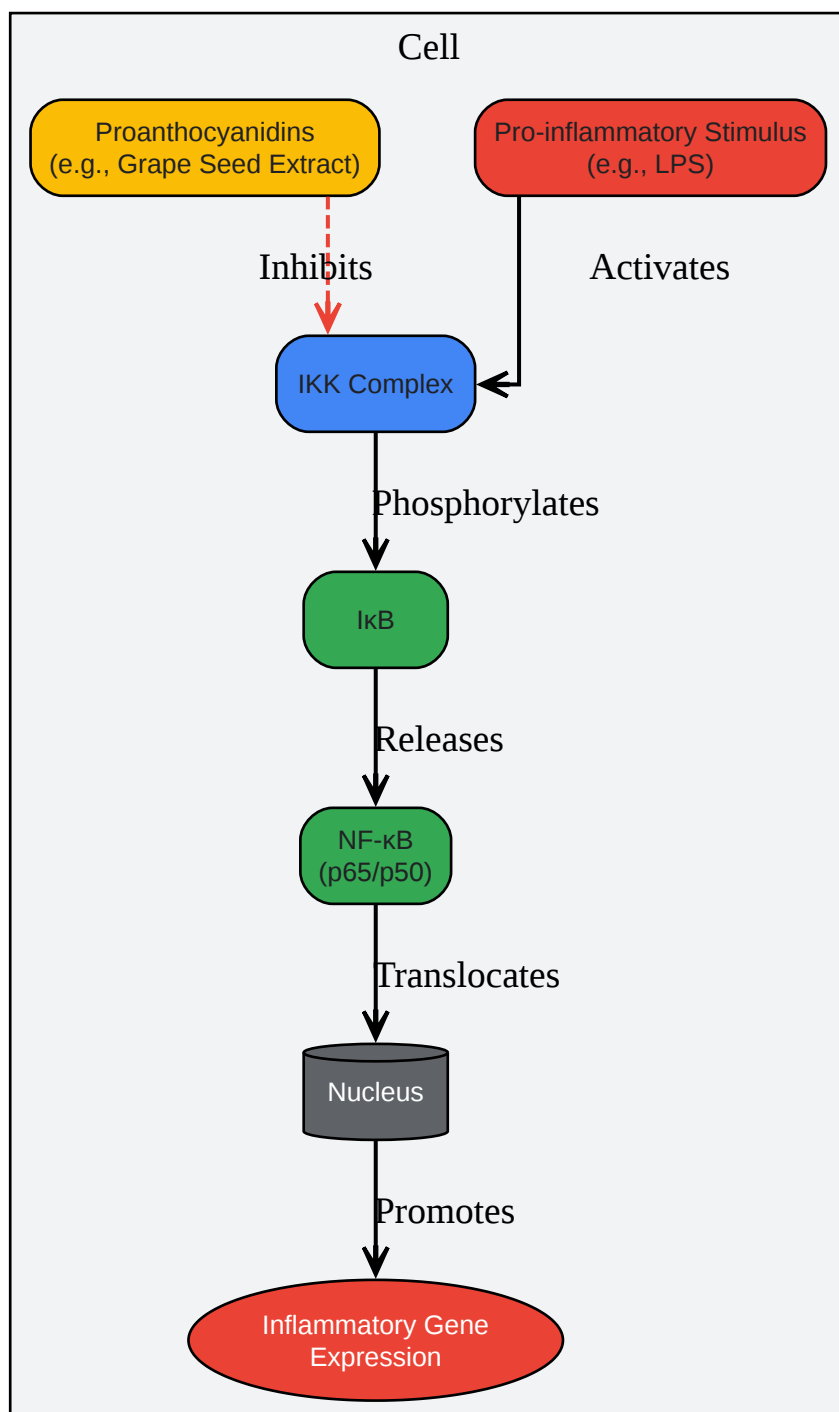 Cell
Proanthocyanidins
(e.g., Grape Seed Extract)
Pro-inflammatory Stimulus
(e.g., LPS)
Inhibits
Activates
IKK Complex
Phosphorylates
IκB
Releases
NF-κB
(p65/p50)
Translocates
Nucleus
Promotes
Inflammatory Gene
Expression